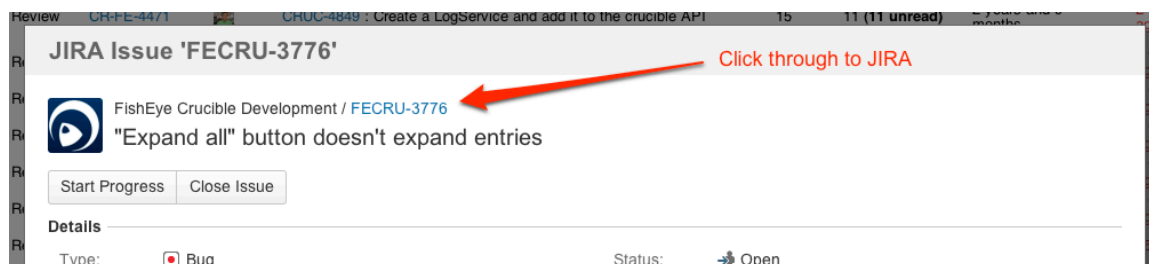 Review CR-FE-4471 CRUC-4849 : Create a LogService and add it to the crucible API 15 11 (11 unread)
months
JIRA Issue 'FECRU-3776'
Click through to JIRA
FishEye Crucible Development / FECRU-3776
"Expand all" button doesn't expand entries
Start Progress Close Issue
Details
Type: Bug Status: Open